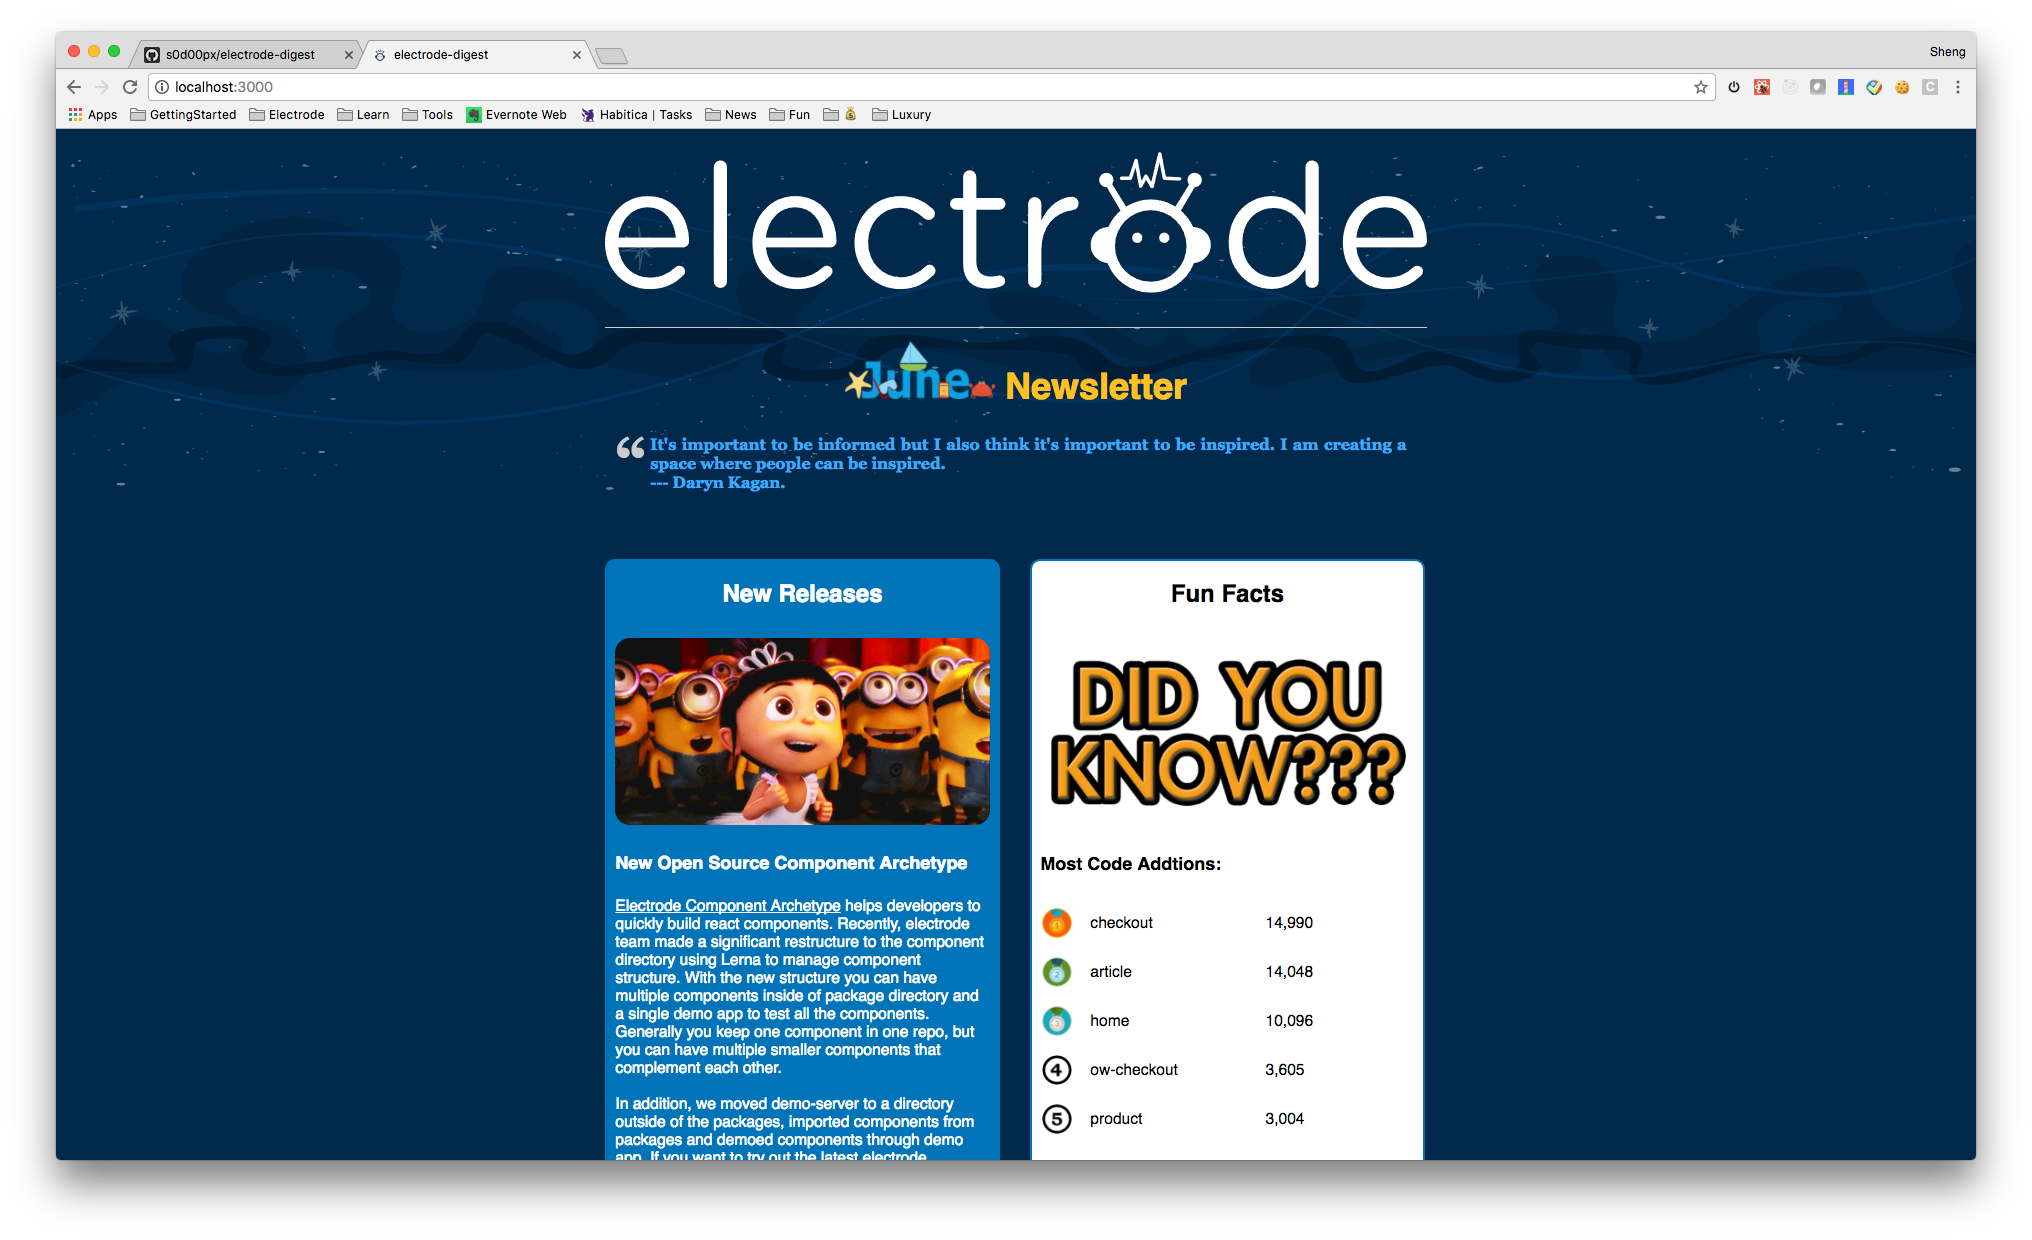 s0d00px/electrode-digest
electrode-digest
Sheng
localhost:3000
C
Apps GettingStarted Electrode Learn Tools Evernote Web Habitica | Tasks News Fun Luxury
electrode
June Newsletter
“ It's important to be informed but I also think it's important to be inspired. I am creating a
space where people can be inspired.
--- Daryn Kagan.
New Releases
New Open Source Component Archetype
Electrode Component Archetype helps developers to
quickly build react components. Recently, electrode
team made a significant restructure to the component
directory using Lerna to manage component
structure. With the new structure you can have
multiple components inside of package directory and
a single demo app to test all the components.
Generally you keep one component in one repo, but
you can have multiple smaller components that
complement each other.
In addition, we moved demo-server to a directory
outside of the packages, imported components from
packages and demoed components through demo
app. If you want to try out the latest electrode
Fun Facts
DID YOU
KNOW???
Most Code Addtions:
1 checkout 14,990
2 article 14,048
3 home 10,096
4 ow-checkout 3,605
5 product 3,004